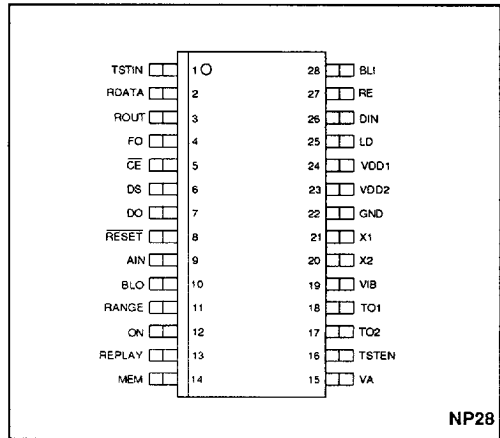 TSTIN 1 28 BLI
RDATA 2 27 RE
ROUT 3 26 DIN
FO 4 25 LD
CE 5 24 VDD1
DS 6 23 VDD2
DO 7 22 GND
RESET 8 21 X1
AIN 9 20 X2
BLO 10 19 VIB
RANGE 11 18 TO1
ON 12 17 TO2
REPLAY 13 16 TSTEN
MEM 14 15 VA
NP28